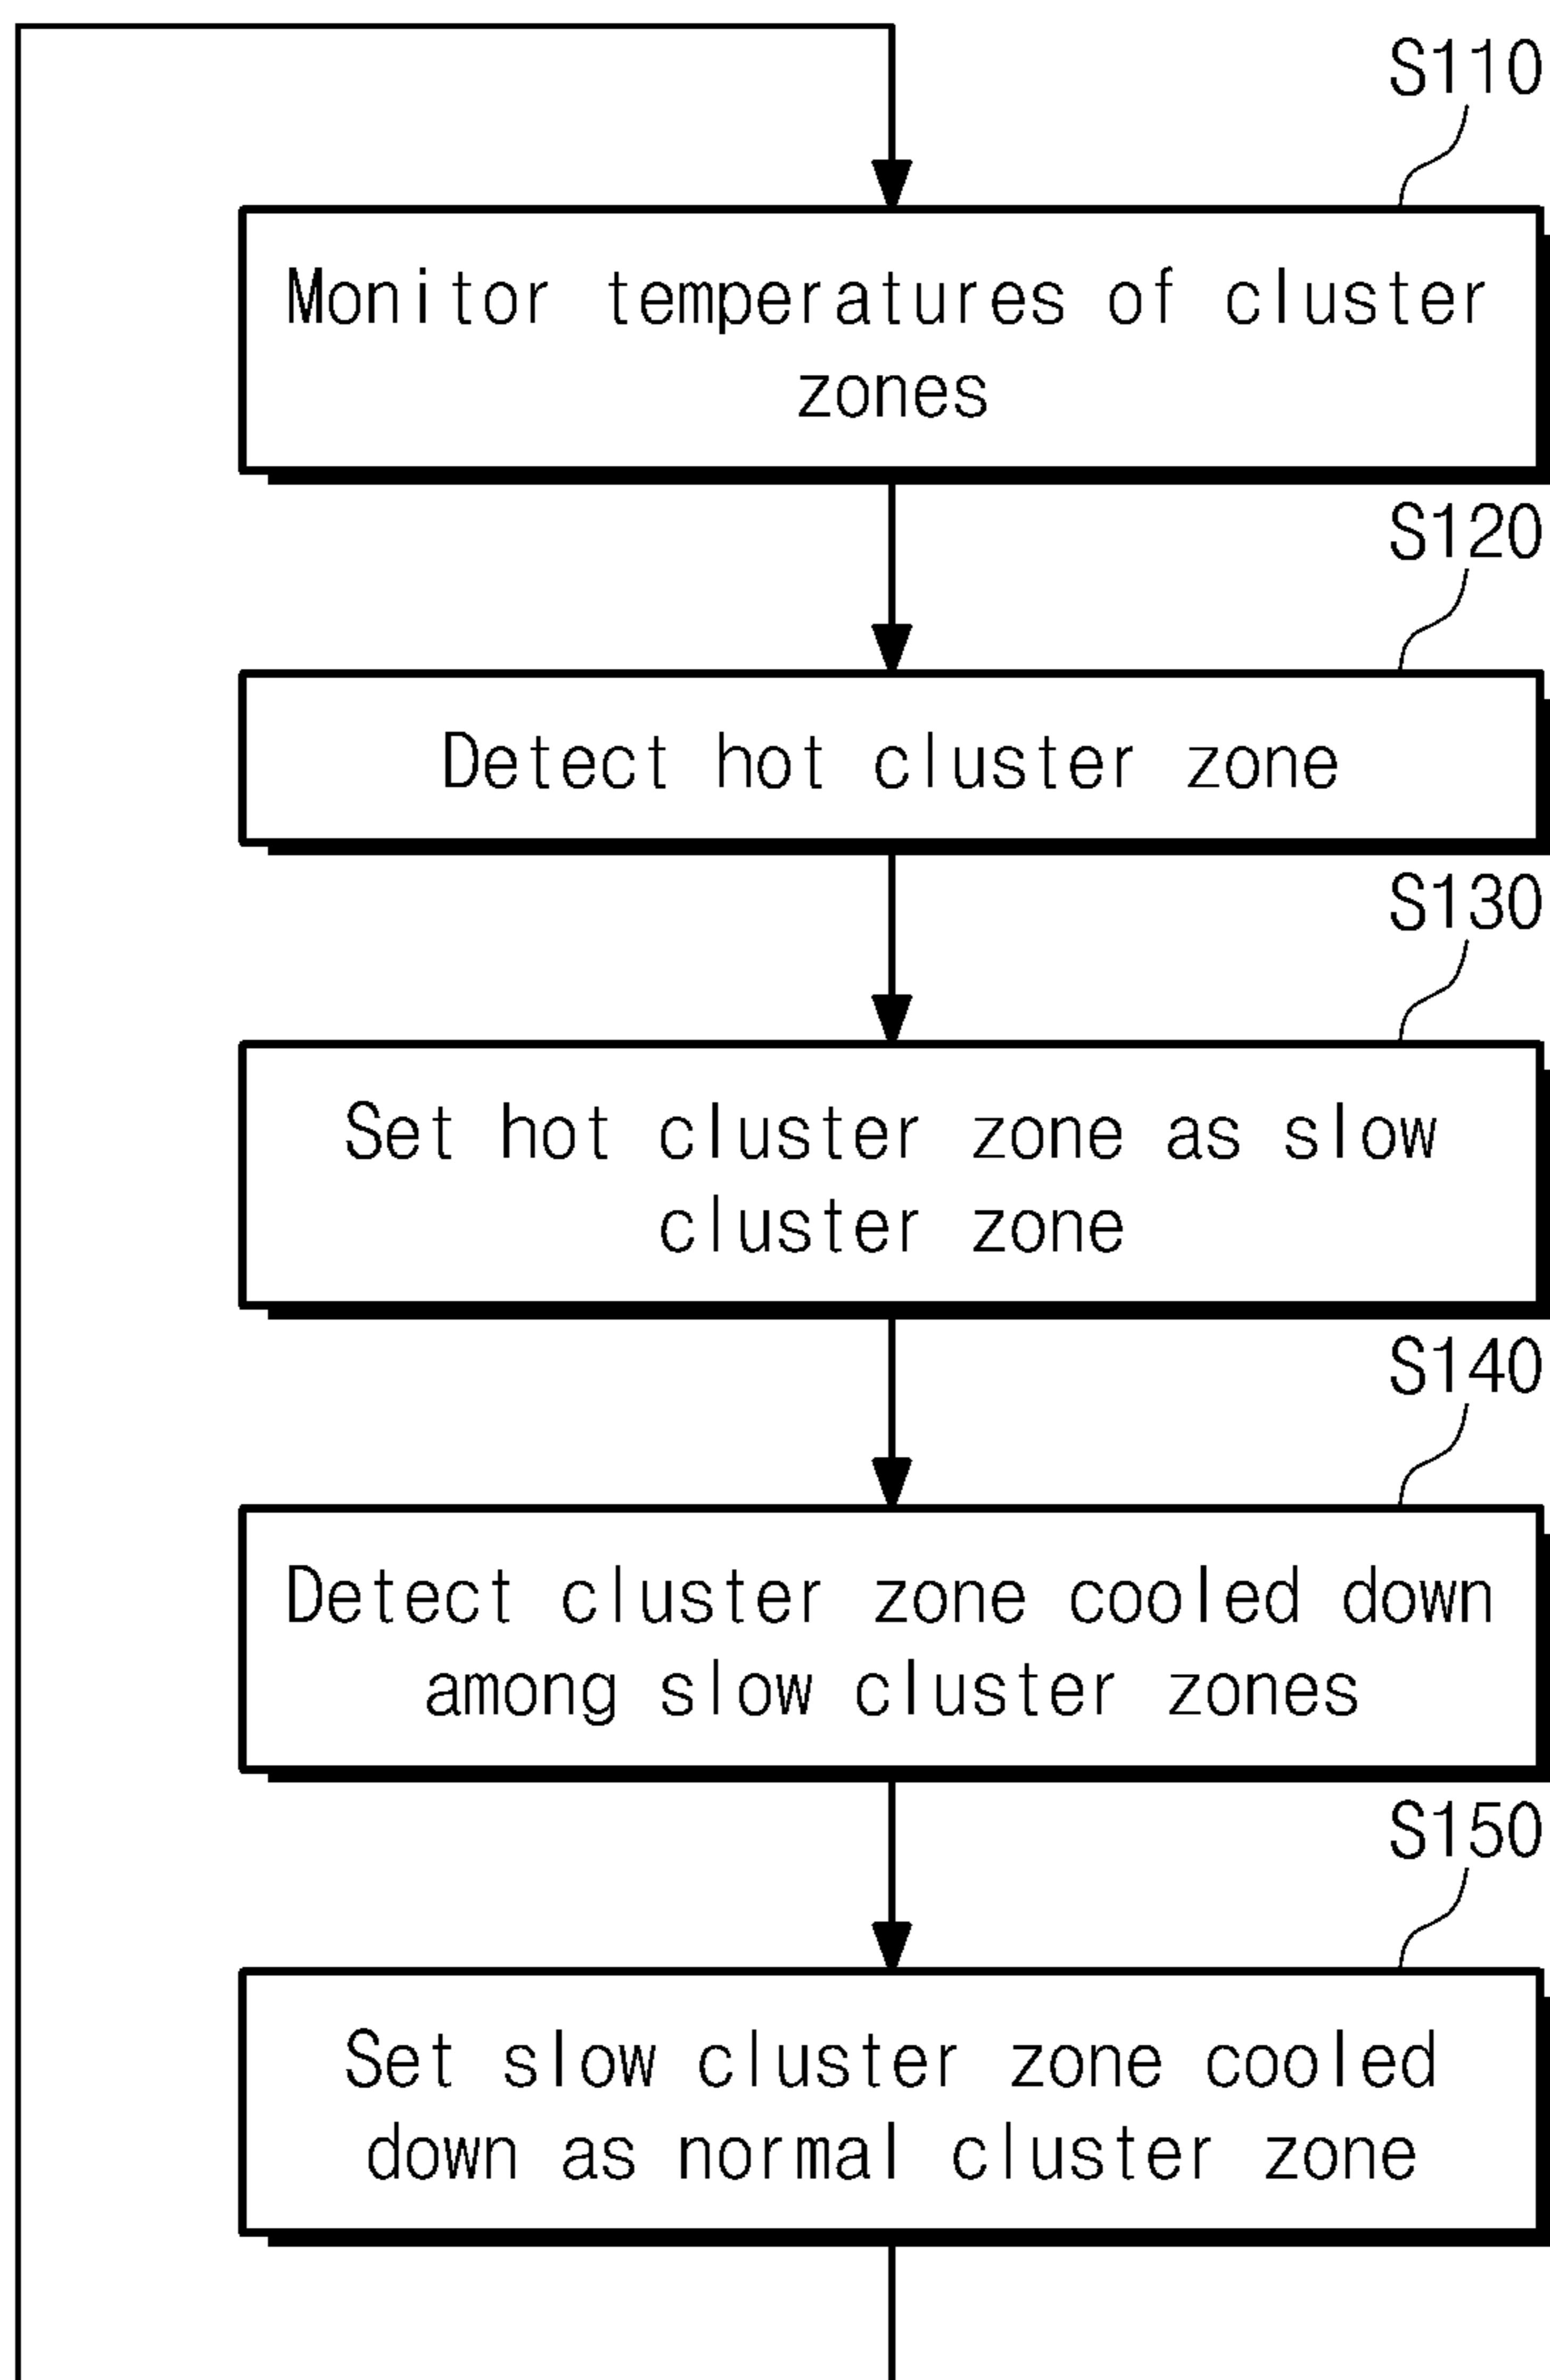 S110
Monitor temperatures of cluster
zones
S120
Detect hot cluster zone
S130
Set hot cluster zone as slow
cluster zone
S140
Detect cluster zone cooled down
among slow cluster zones
S150
Set slow cluster zone cooled
down as normal cluster zone